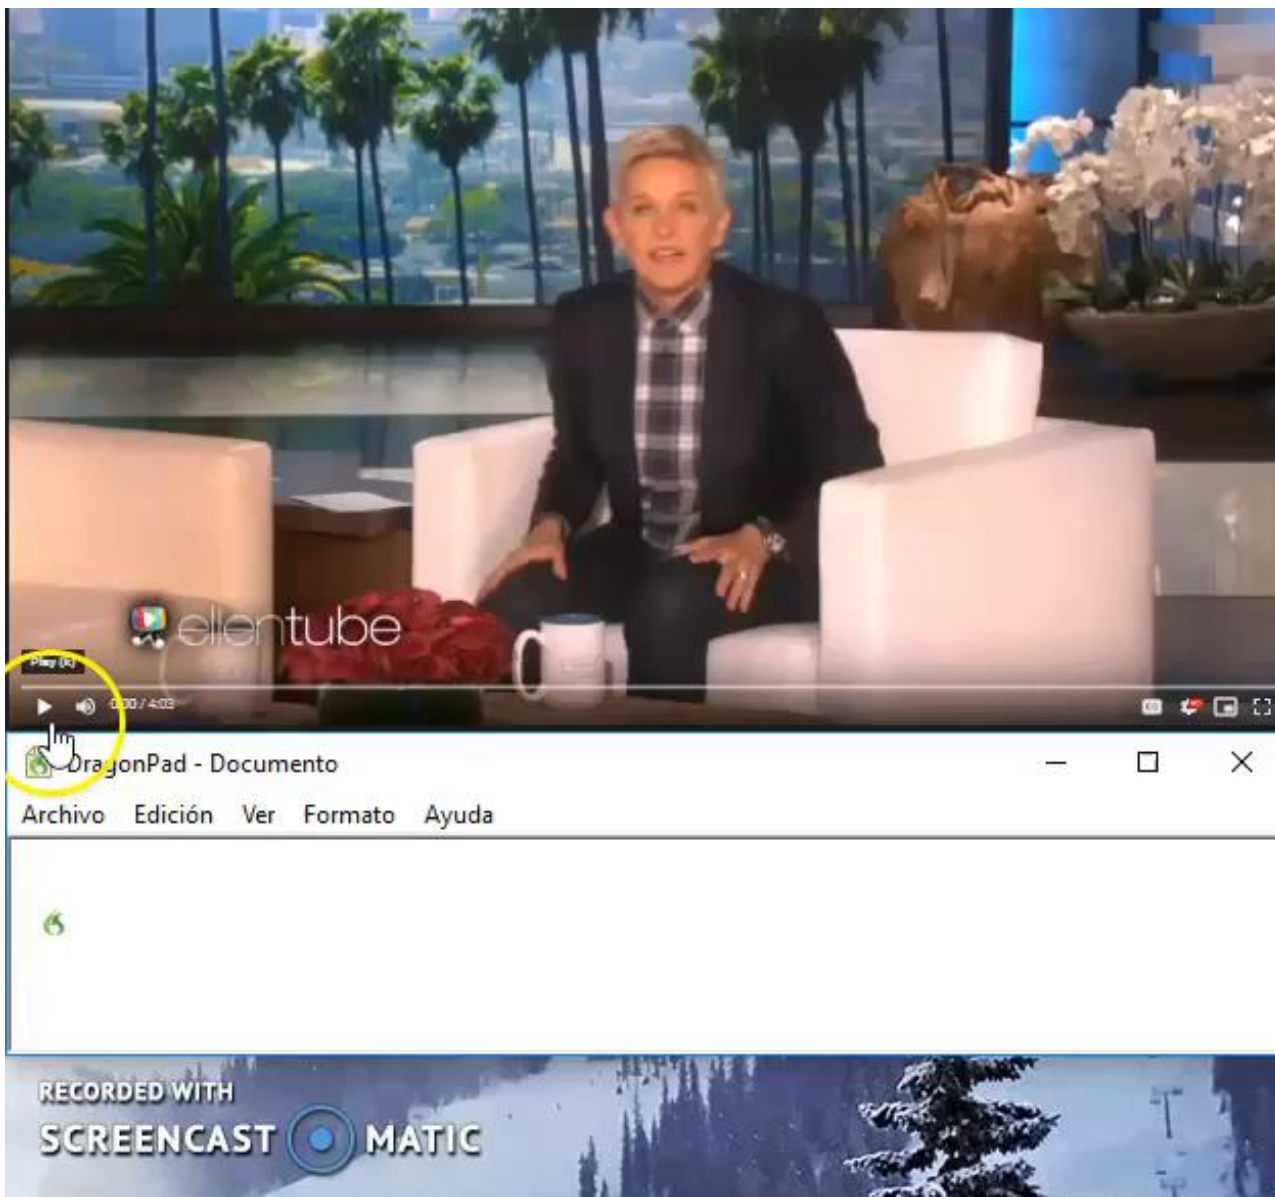 ellentube
Play (k)
0:00 / 4:03
DragonPad - Documento
Archivo Edición Ver Formato Ayuda
RECORDED WITH
SCREENCAST MATIC